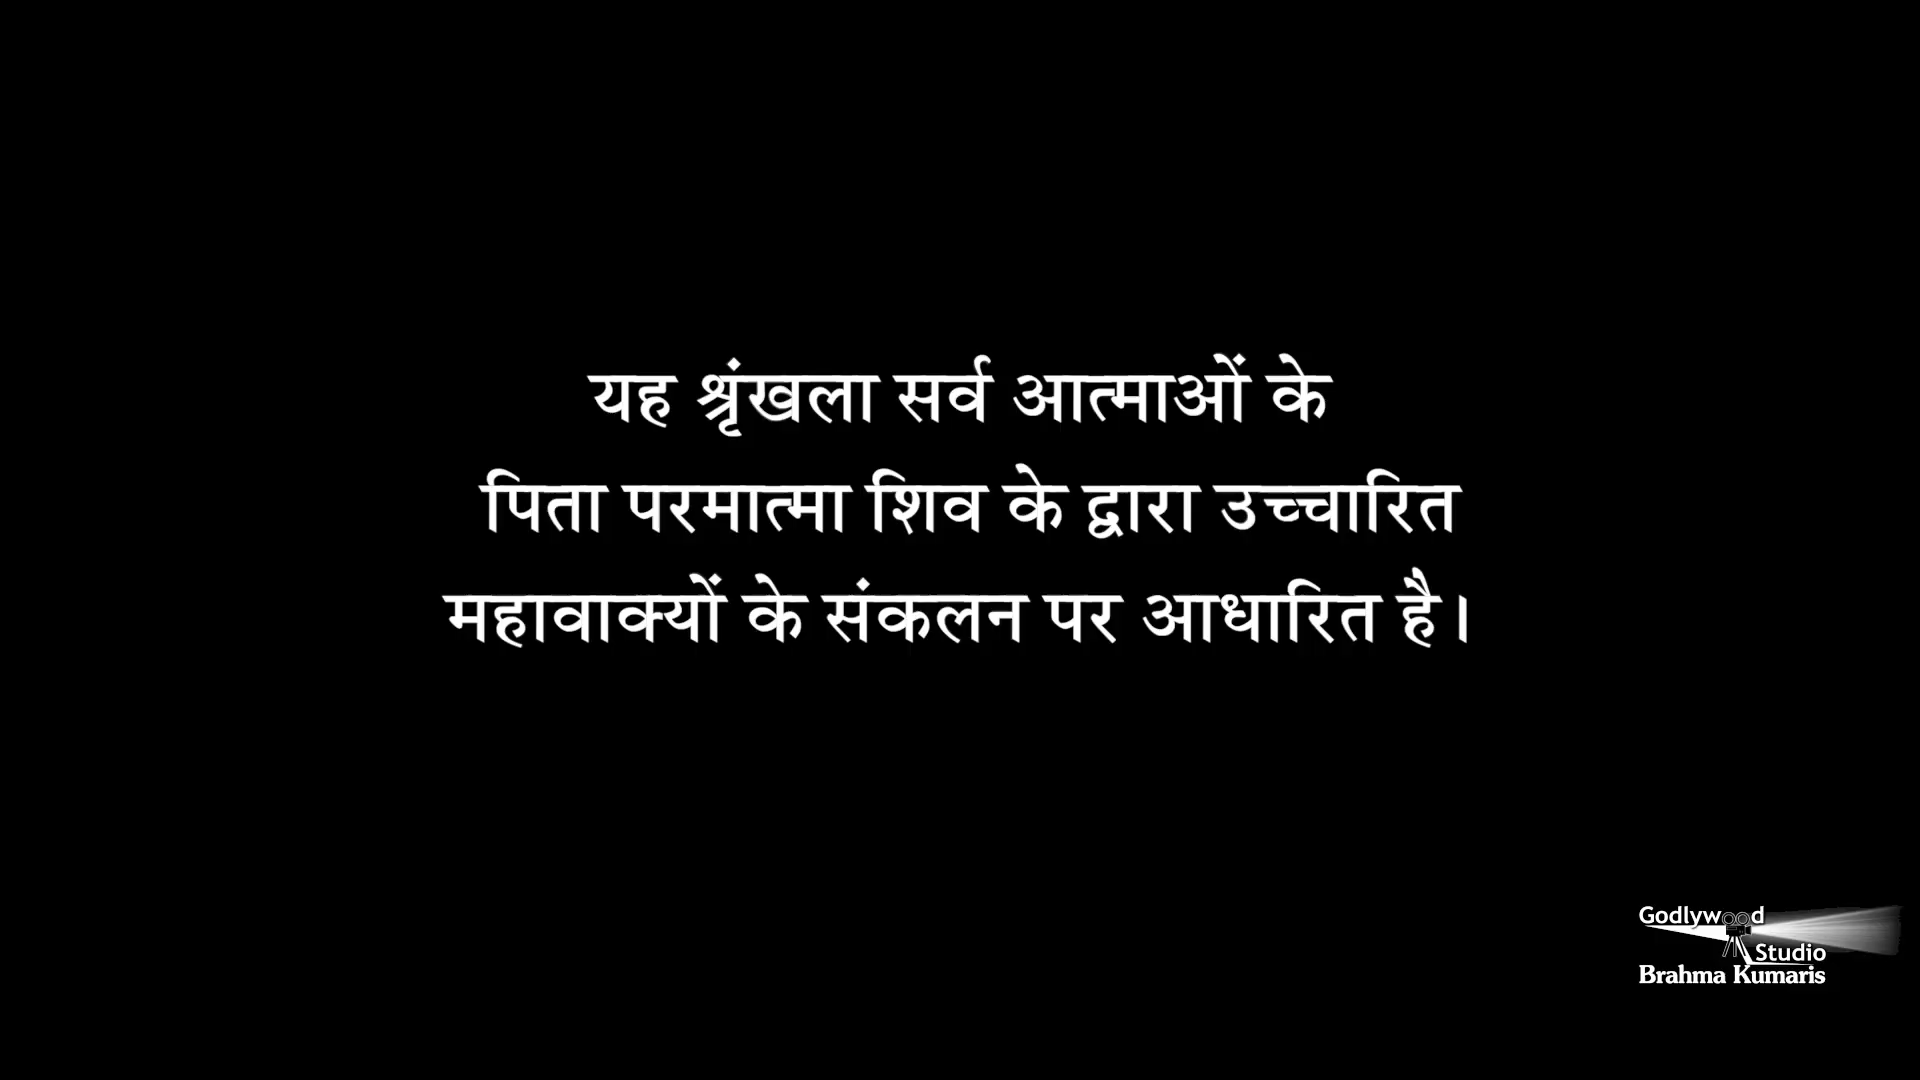 यह श्रृंखला सर्व आत्माओं के
पिता परमात्मा शिव के द्वारा उच्चारित
महावाक्यों के संकलन पर आधारित है।
Godlywood
Studio
Brahma Kumaris